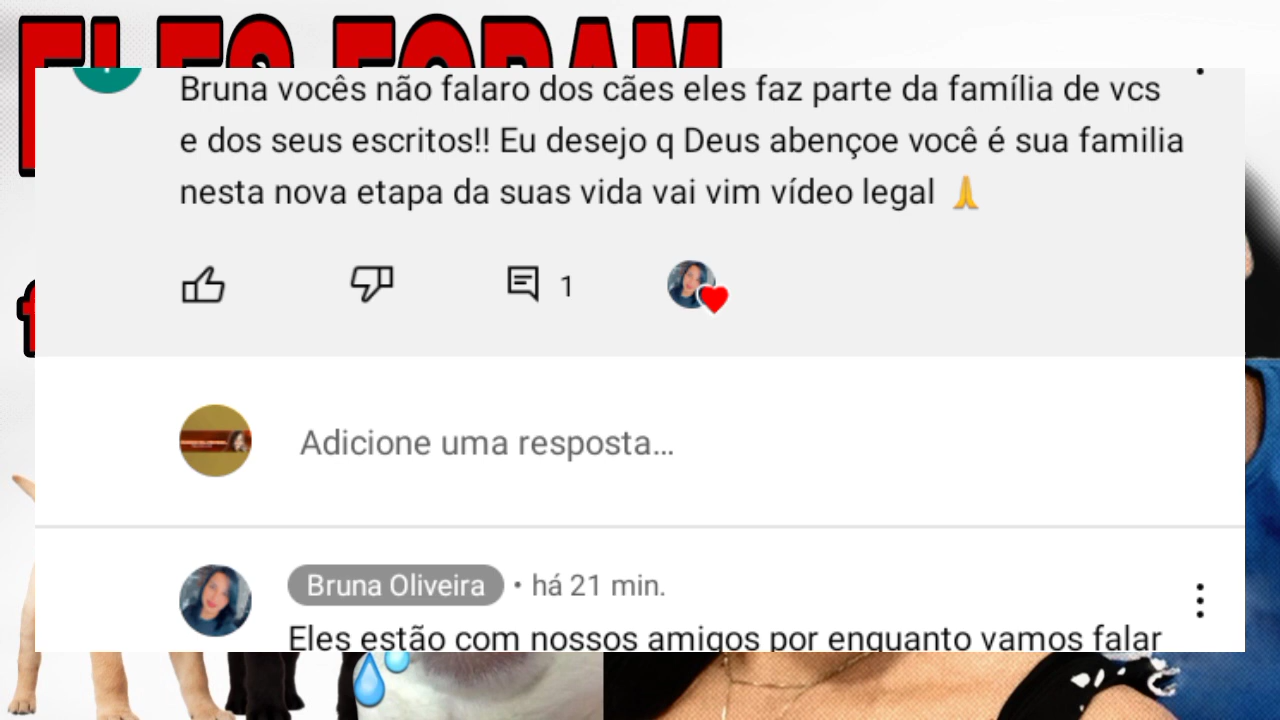 ELES FORAM
Bruna vocês não falaro dos cães eles faz parte da família de vcs
e dos seus escritos!! Eu desejo q Deus abençoe você é sua familia
nesta nova etapa da suas vida vai vim vídeo legal 🙏
1
Adicione uma resposta...
Bruna Oliveira • há 21 min.
Eles estão com nossos amigos por enquanto vamos falar